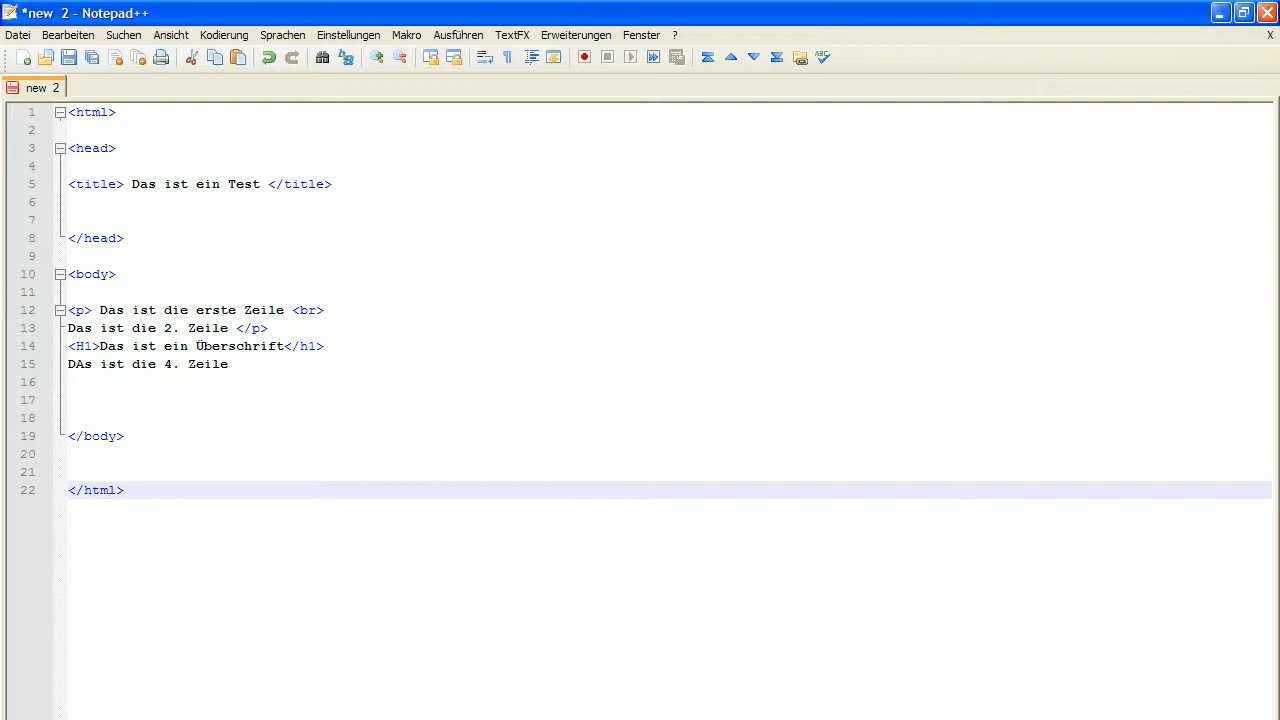 *new 2 - Notepad++
Datei Bearbeiten Suchen Ansicht Kodierung Sprachen Einstellungen Makro Ausführen TextFX Erweiterungen Fenster ? X
new 2
1 <html>
2
3 <head>
4
5 <title> Das ist ein Test </title>
6
7
8 </head>
9
10 <body>
11
12 <p> Das ist die erste Zeile <br>
13 Das ist die 2. Zeile </p>
14 <H1>Das ist ein Überschrift</h1>
15 DAs ist die 4. Zeile
16
17
18
19 </body>
20
21
22 </html>